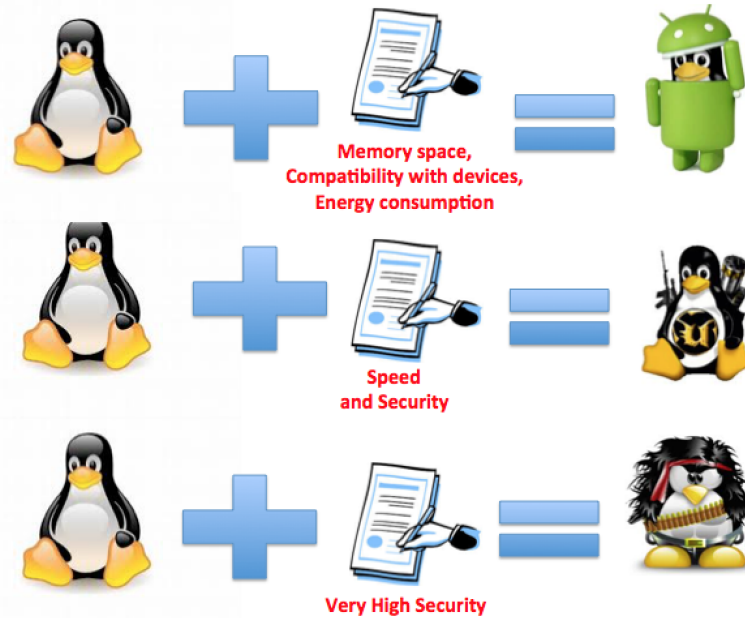 Memory space,
Compatibility with devices,
Energy consumption
Speed
and Security
Very High Security